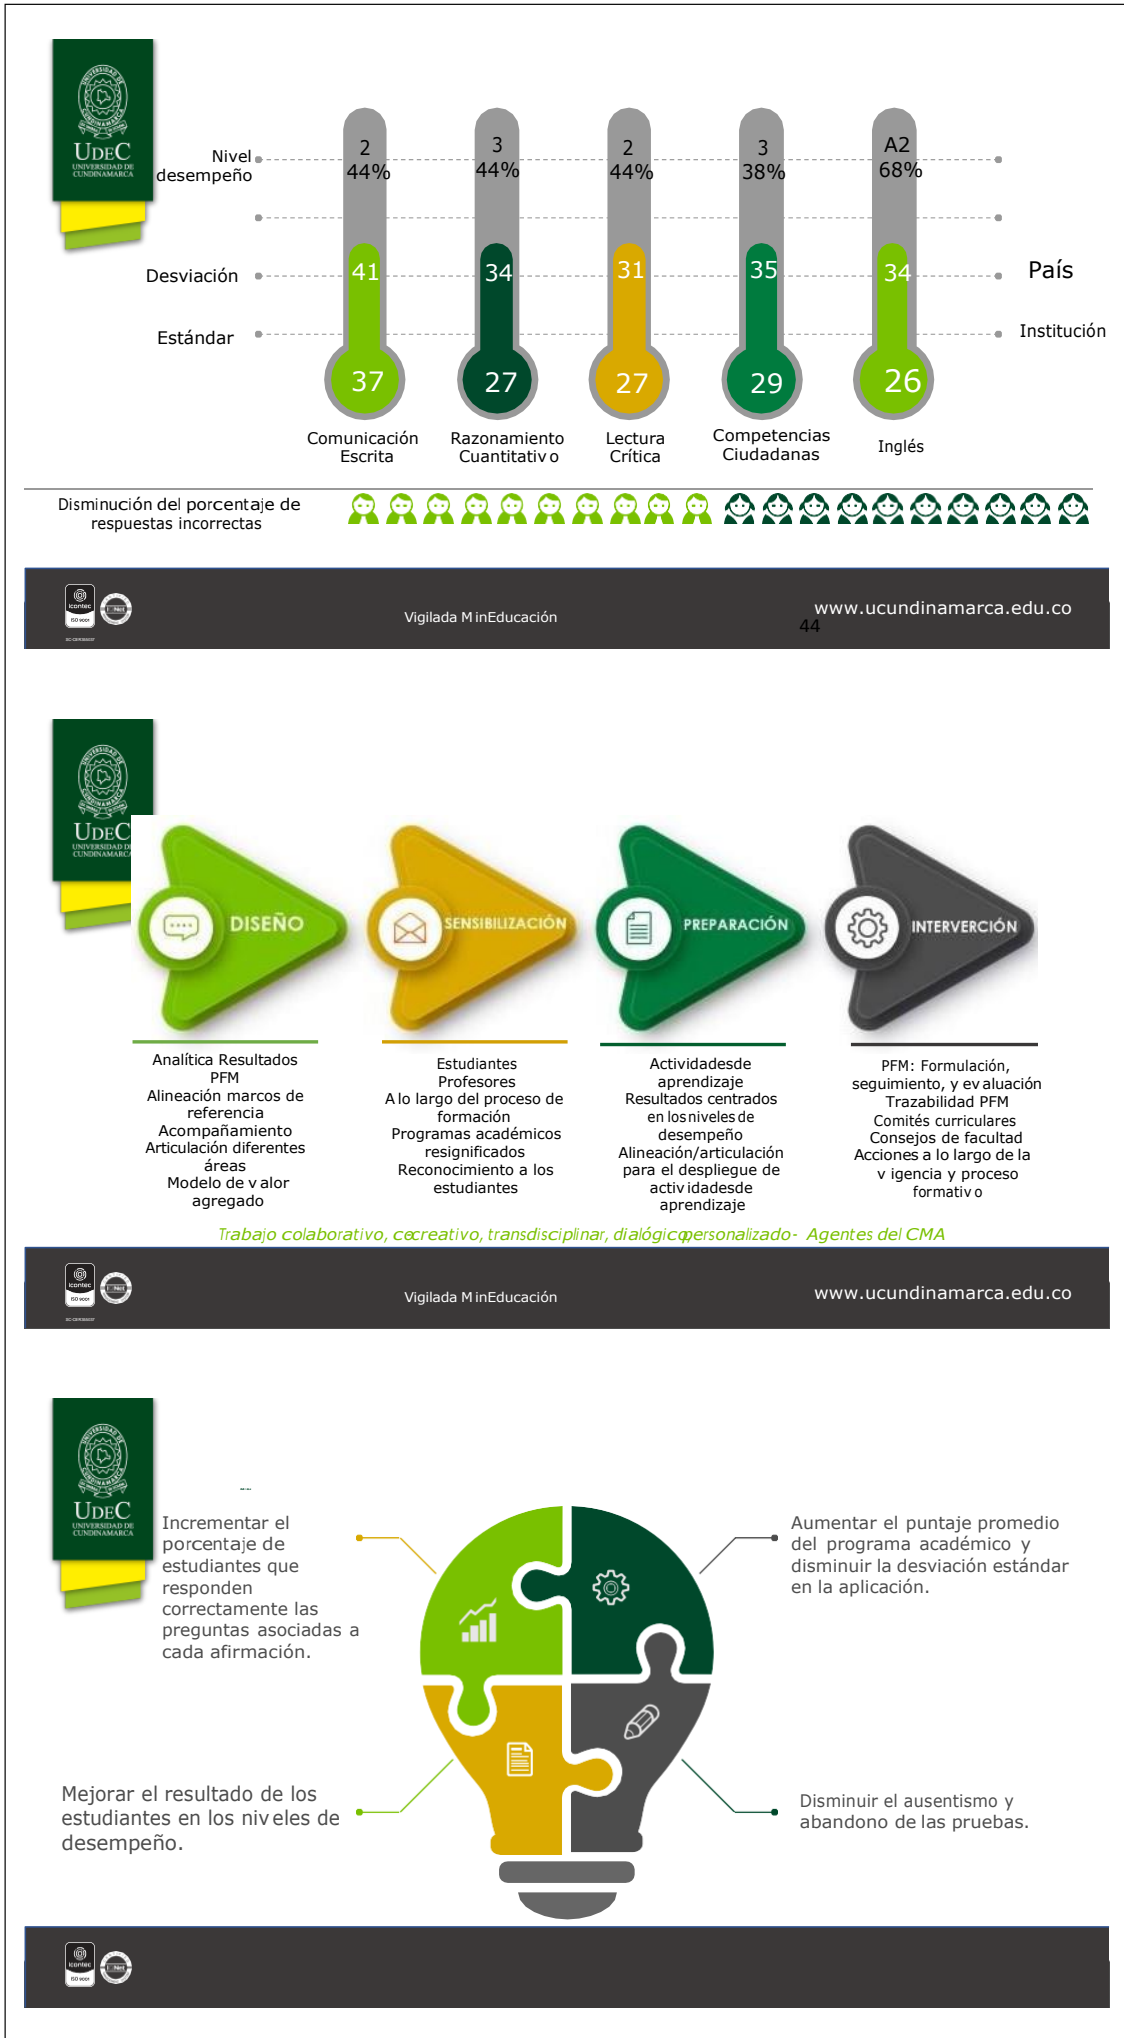 UDEC
UNIVERSIDAD DE
CUNDINAMARCA
Nivel
desempeño
2
44%
3
44%
2
44%
3
38%
A2
68%
Desviación
41
34
31
35
34
País
Estándar
Institución
37
27
27
29
26
Comunicación
Escrita
Razonamiento
Cuantitativo
Lectura
Crítica
Competencias
Ciudadanas
Inglés
Disminución del porcentaje de
respuestas incorrectas
icontec
ISO 9001
Vigilada MinEducación
www.ucundinamarca.edu.co
44
UDEC
UNIVERSIDAD DE
CUNDINAMARCA
DISEÑO
SENSIBILIZACIÓN
PREPARACIÓN
INTERVERCIÓN
Analítica Resultados
PFM
Alineación marcos de
referencia
Acompañamiento
Articulación diferentes
áreas
Modelo de valor
agregado
Estudiantes
Profesores
A lo largo del proceso de
formación
Programas académicos
resignificados
Reconocimiento a los
estudiantes
Actividadesde
aprendizaje
Resultados centrados
en los niveles de
desempeño
Alineación/articulación
para el despliegue de
actividadesde
aprendizaje
PFM: Formulación,
seguimiento, y evaluación
Trazabilidad PFM
Comités curriculares
Consejos de facultad
Acciones a lo largo de la
vigencia y proceso
formativo
Trabajo colaborativo, cocreativo, transdisciplinar, dialógico, personalizado- Agentes del CMA
icontec
ISO 9001
Vigilada MinEducación
www.ucundinamarca.edu.co
UDEC
UNIVERSIDAD DE
CUNDINAMARCA
Incrementar el
porcentaje de
estudiantes que
responden
correctamente las
preguntas asociadas a
cada afirmación.
Aumentar el puntaje promedio
del programa académico y
disminuir la desviación estándar
en la aplicación.
Mejorar el resultado de los
estudiantes en los niveles de
desempeño.
Disminuir el ausentismo y
abandono de las pruebas.
icontec
ISO 9001